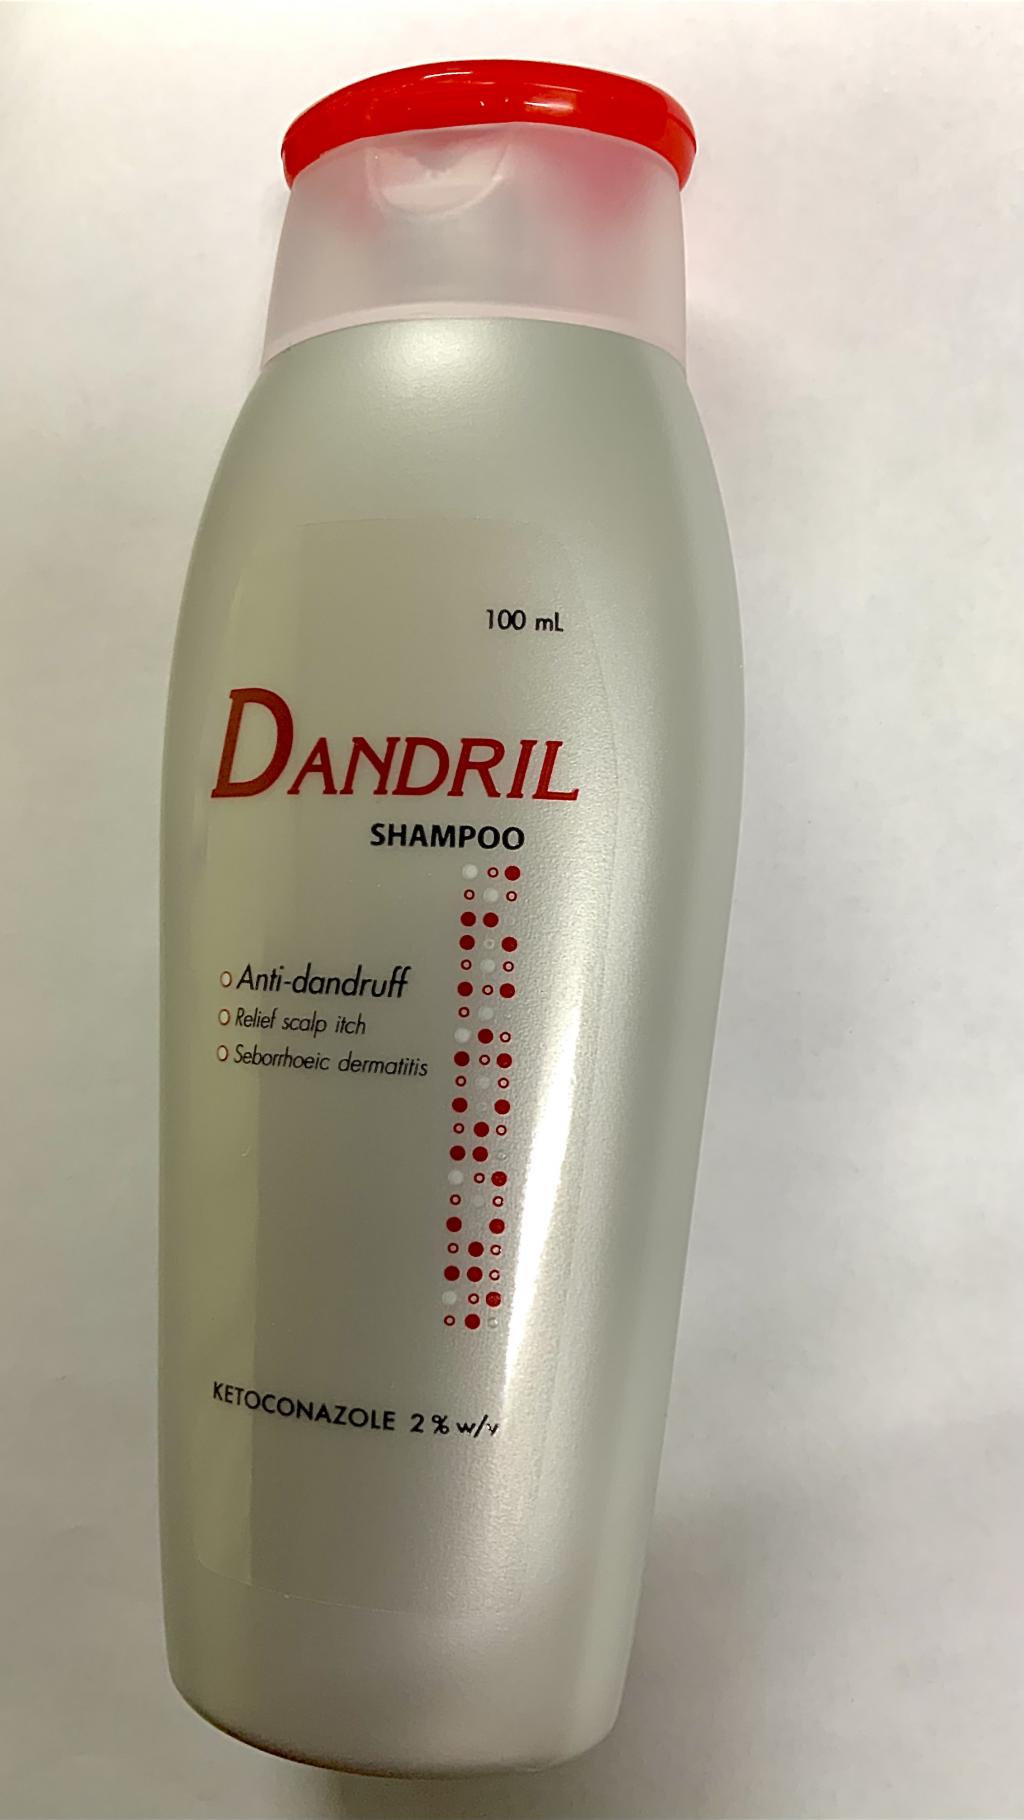 100 mL
DANDRIL
SHAMPOO
Anti-dandruff
Relief scalp itch
Seborrhoeic dermatitis
KETOCONAZOLE 2% w/v